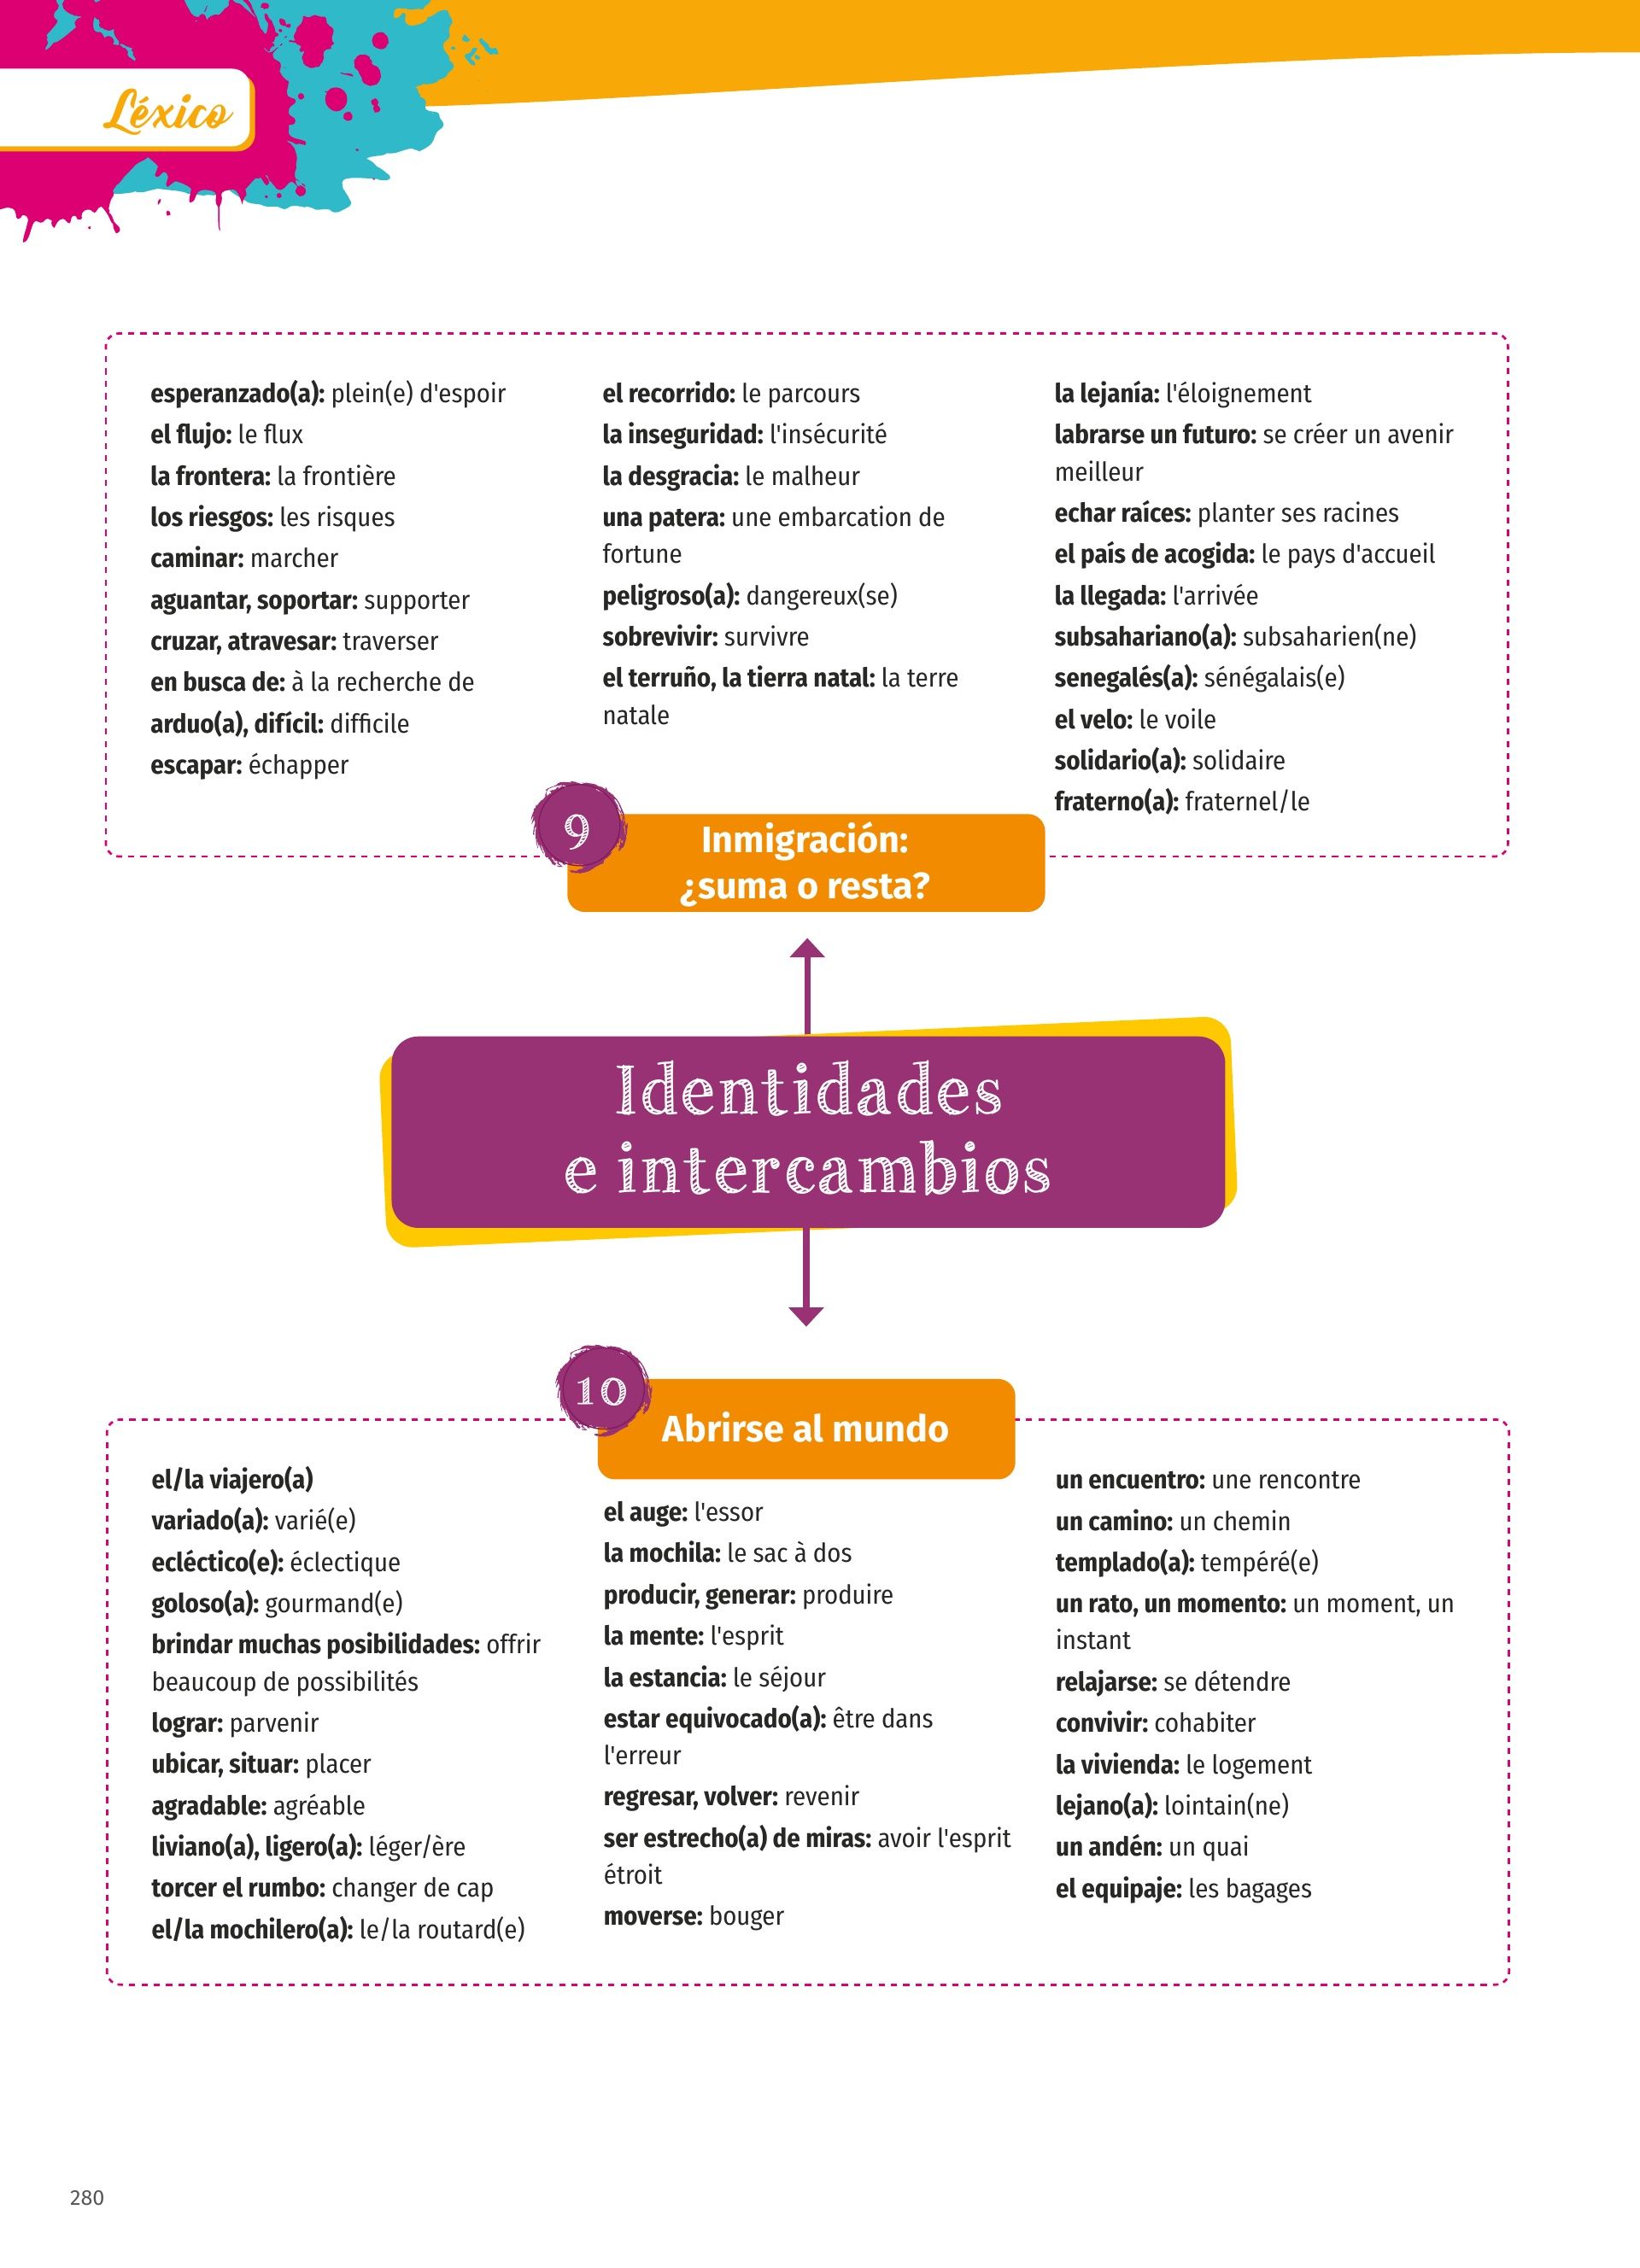 Léxico
esperanzado(a): plein(e) d'espoir
el flujo: le flux
la frontera: la frontière
los riesgos: les risques
caminar: marcher
aguantar, soportar: supporter
cruzar, atravesar: traverser
en busca de: à la recherche de
arduo(a), difícil: difficile
escapar: échapper
el recorrido: le parcours
la inseguridad: l'insécurité
la desgracia: le malheur
una patera: une embarcation de
fortune
peligroso(a): dangereux(se)
sobrevivir: survivre
el terruño, la tierra natal: la terre
natale
la lejanía: l'éloignement
labrarse un futuro: se créer un avenir
meilleur
echar raíces: planter ses racines
el país de acogida: le pays d'accueil
la llegada: l'arrivée
subsahariano(a): subsaharien(ne)
senegalés(a): sénégalais(e)
el velo: le voile
solidario(a): solidaire
fraterno(a): fraternel/le
9
Inmigración:
¿suma o resta?
Identidades
e intercambios
10
Abrirse al mundo
el/la viajero(a)
variado(a): varié(e)
ecléctico(e): éclectique
goloso(a): gourmand(e)
brindar muchas posibilidades: offrir
beaucoup de possibilités
lograr: parvenir
ubicar, situar: placer
agradable: agréable
liviano(a), ligero(a): léger/ère
torcer el rumbo: changer de cap
el/la mochilero(a): le/la routard(e)
el auge: l'essor
la mochila: le sac à dos
producir, generar: produire
la mente: l'esprit
la estancia: le séjour
estar equivocado(a): être dans
l'erreur
regresar, volver: revenir
ser estrecho(a) de miras: avoir l'esprit
étroit
moverse: bouger
un encuentro: une rencontre
un camino: un chemin
templado(a): tempéré(e)
un rato, un momento: un moment, un
instant
relajarse: se détendre
convivir: cohabiter
la vivienda: le logement
lejano(a): lointain(ne)
un andén: un quai
el equipaje: les bagages
280